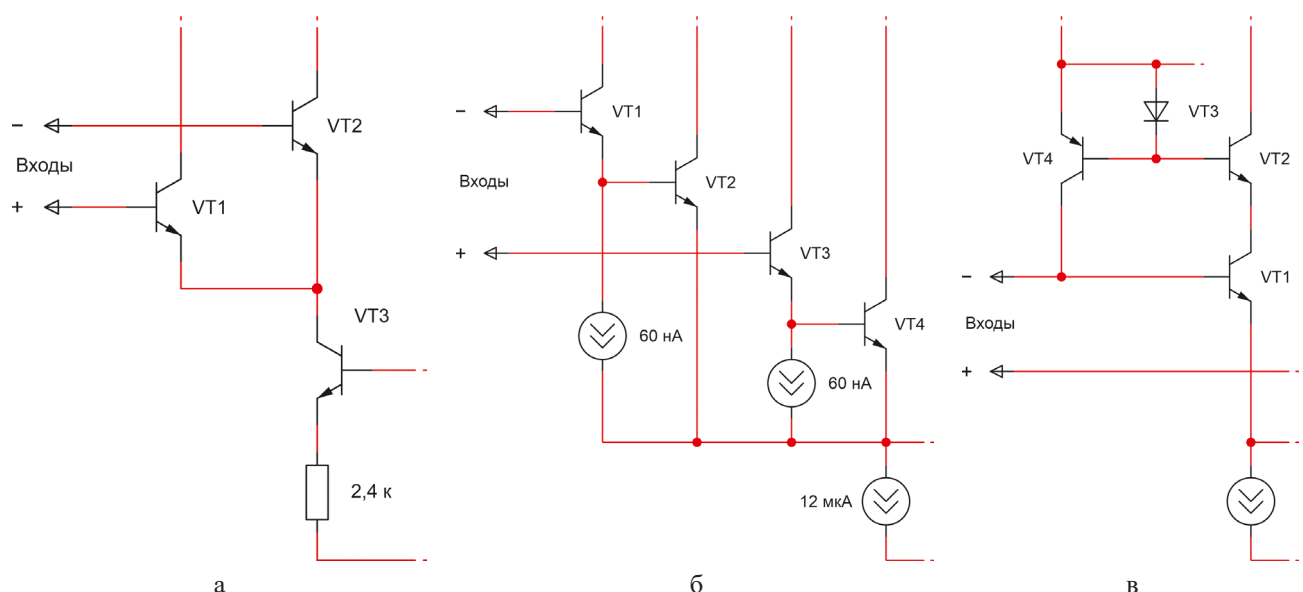 −
VT2
Входы
+
VT1
VT3
2,4 к
а
−
VT1
VT2
Входы
+
VT3
VT4
60 нА
60 нА
12 мкА
б
VT3
VT4
VT2
−
VT1
Входы
+
в